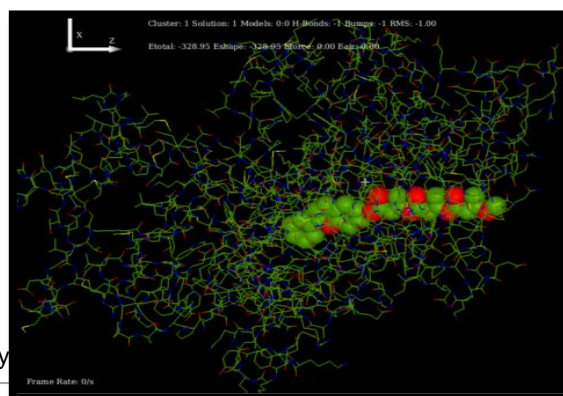 Cluster: 1 Solution: 1 Models: 0:0 H-Bonds: -1 Bumps: -1 RMS: -1.00
Etotal: -328.95 Eshape: -328.95 Eforce: 0.00 Eair: 0.00
X
Z
y
Frame Rate: 0/s